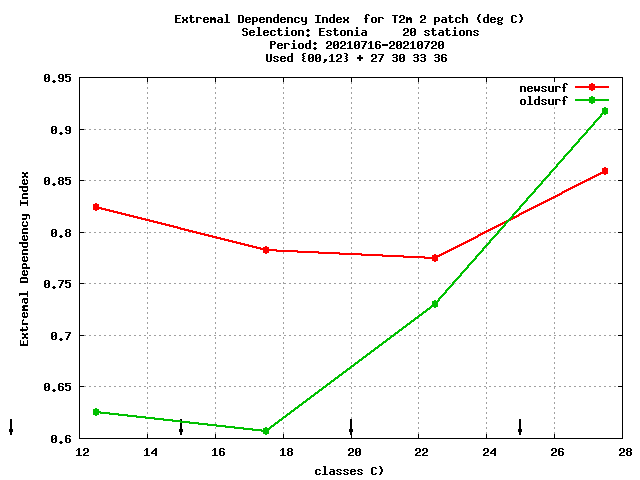 Extremal Dependency Index  for T2m 2 patch (deg C)
Selection: Estonia     20 stations
Period: 20210716-20210720
Used {00,12} + 27 30 33 36
newsurf
oldsurf
0.95
0.9
0.85
0.8
0.75
0.7
0.65
0.6
Extremal Dependency Index
12 14 16 18 20 22 24 26 28
classes C)